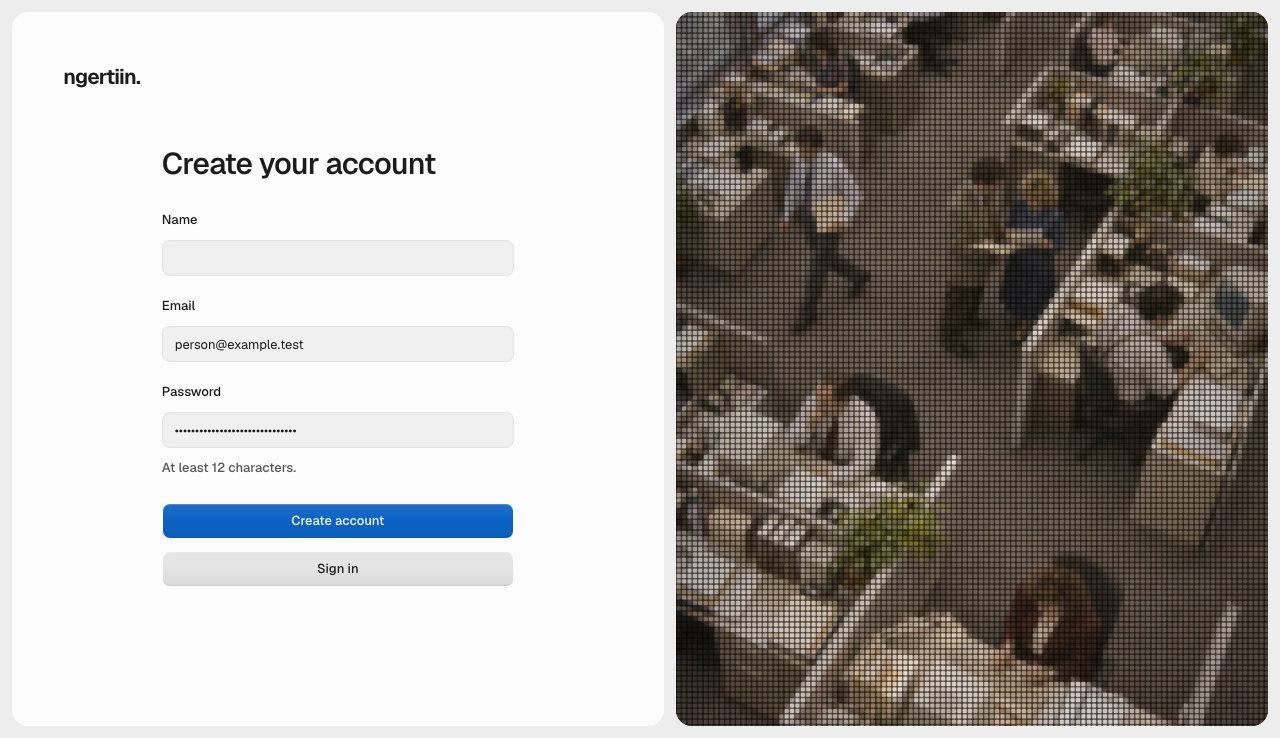 ngertiin.
Create your account
Name
Email
person@example.test
Password
••••••••••••••••••••••••••••••
At least 12 characters.
Create account
Sign in